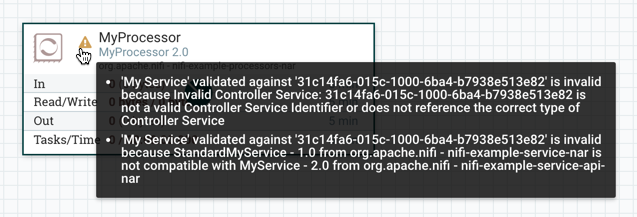 MyProcessor
MyProcessor 2.0
org.apache.nifi - nifi-example-processors-nar
In
Read/Write
Out
5 min
Tasks/Time
• 'My Service' validated against '31c14fa6-015c-1000-6ba4-b7938e513e82' is invalid
because Invalid Controller Service: 31c14fa6-015c-1000-6ba4-b7938e513e82 is
not a valid Controller Service Identifier or does not reference the correct type of
Controller Service
• 'My Service' validated against '31c14fa6-015c-1000-6ba4-b7938e513e82' is invalid
because StandardMyService - 1.0 from org.apache.nifi - nifi-example-service-nar is
not compatible with MyService - 2.0 from org.apache.nifi - nifi-example-service-api-
nar